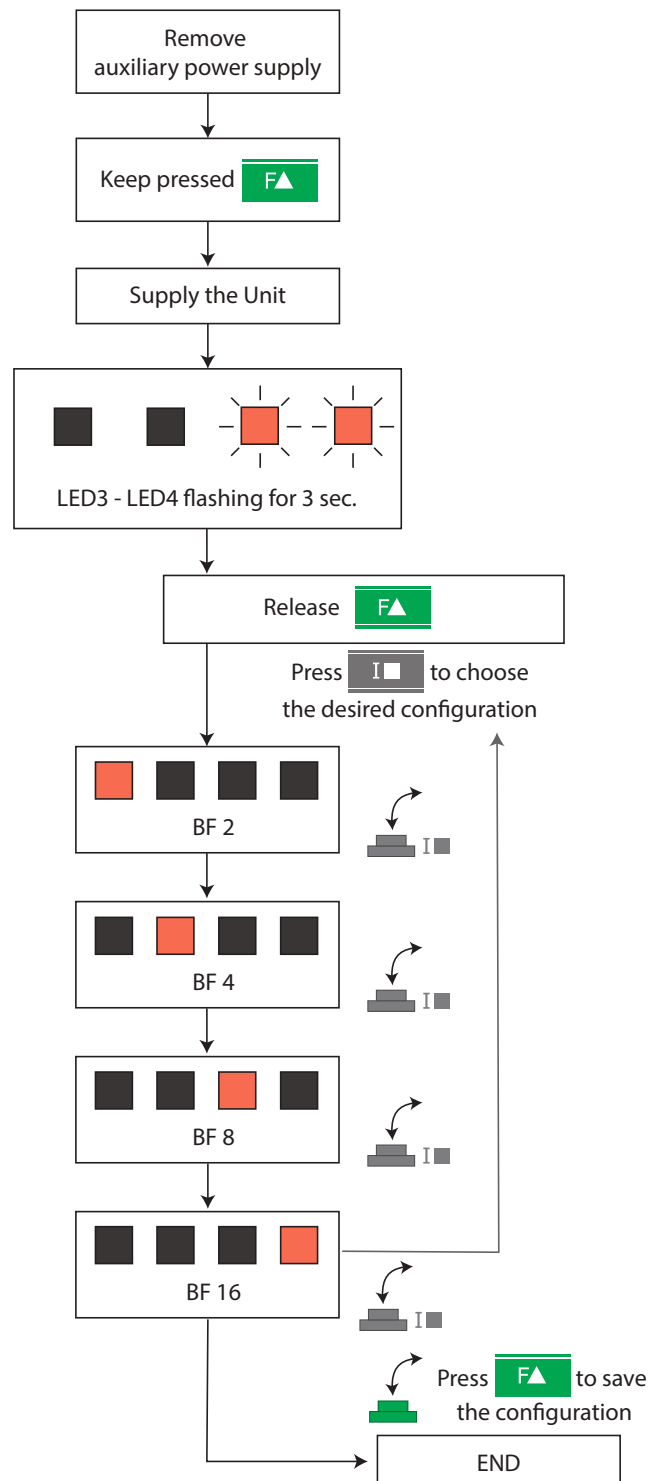 Remove
auxiliary power supply
Keep pressed F▲
Supply the Unit
LED3 - LED4 flashing for 3 sec.
Release F▲
Press I■ to choose
the desired configuration
BF 2
I■
BF 4
I■
BF 8
I■
BF 16
I■
Press F▲ to save
the configuration
END